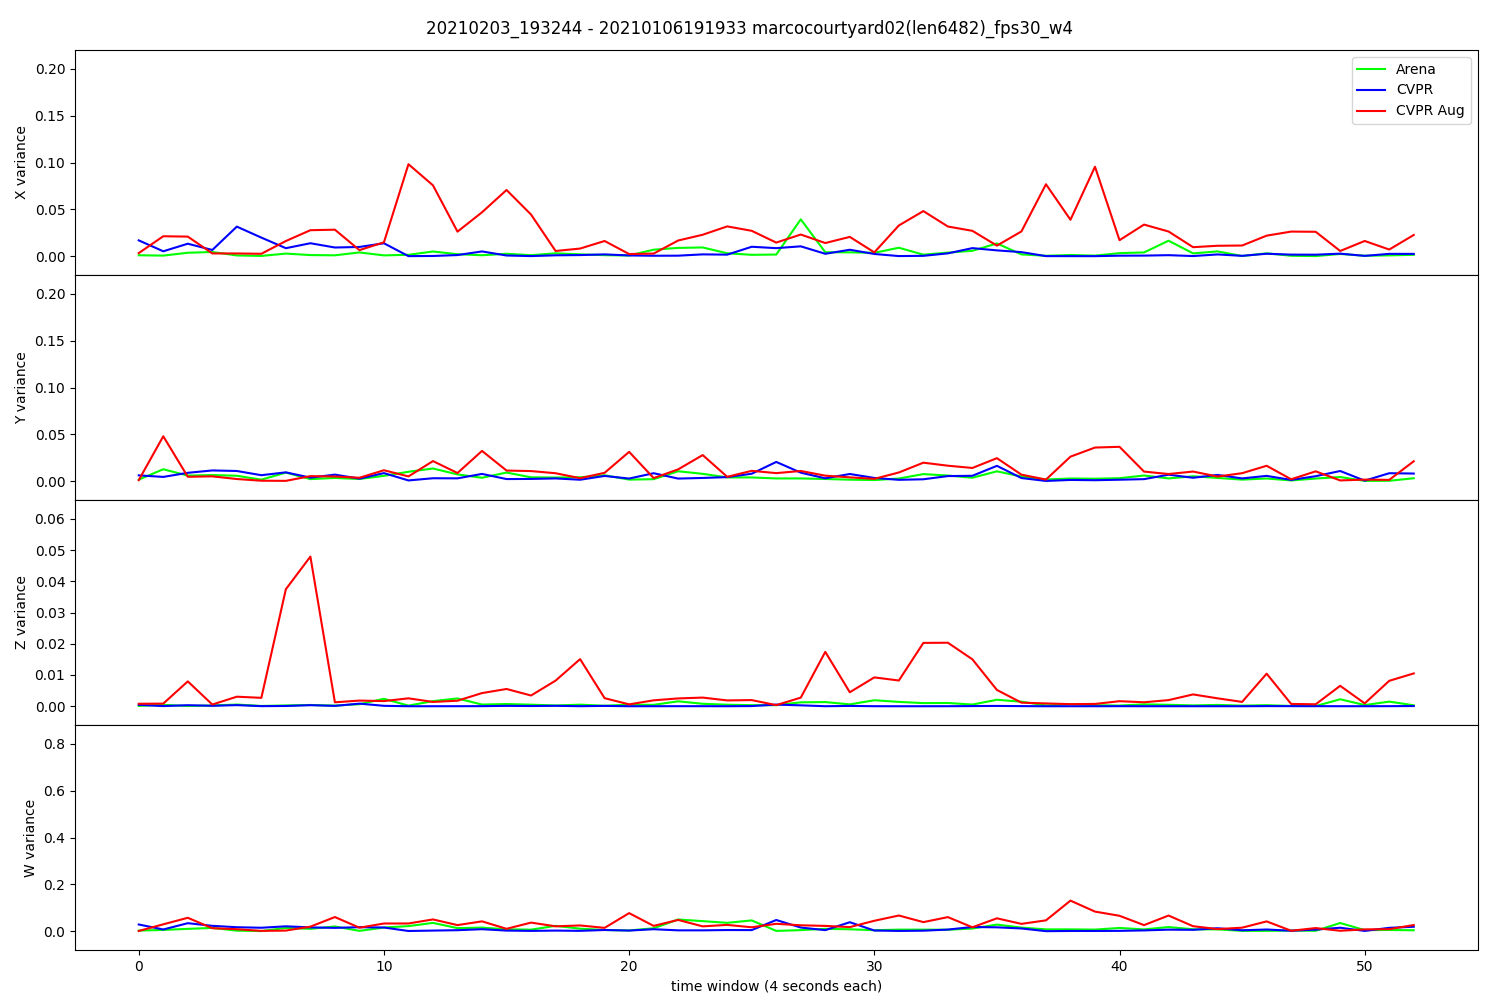 20210203_193244 - 20210106191933 marcocourtyard02(len6482)_fps30_w4
Arena
CVPR
CVPR Aug
0.20
0.15
0.10
0.05
0.00
X variance
0.20
0.15
0.10
0.05
0.00
Y variance
0.06
0.05
0.04
0.03
0.02
0.01
0.00
Z variance
0.8
0.6
0.4
0.2
0.0
W variance
0 10 20 30 40 50
time window (4 seconds each)